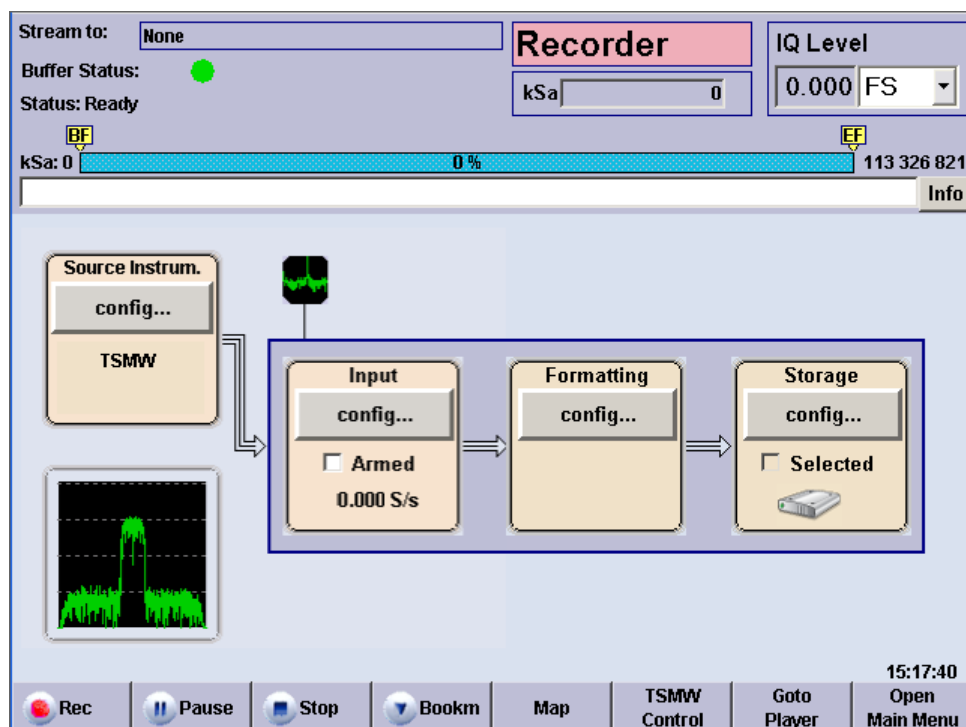 Stream to: None
Recorder
IQ Level
Buffer Status:
kSa 0
0.000 FS
Status: Ready
BF
EF
kSa: 0
0 %
113 326 821
Info
Source Instrum.
config...
TSMW
Input
config...
Armed
0.000 S/s
Formatting
config...
Storage
config...
Selected
15:17:40
Rec
Pause
Stop
Bookm
Map
TSMW
Control
Goto
Player
Open
Main Menu